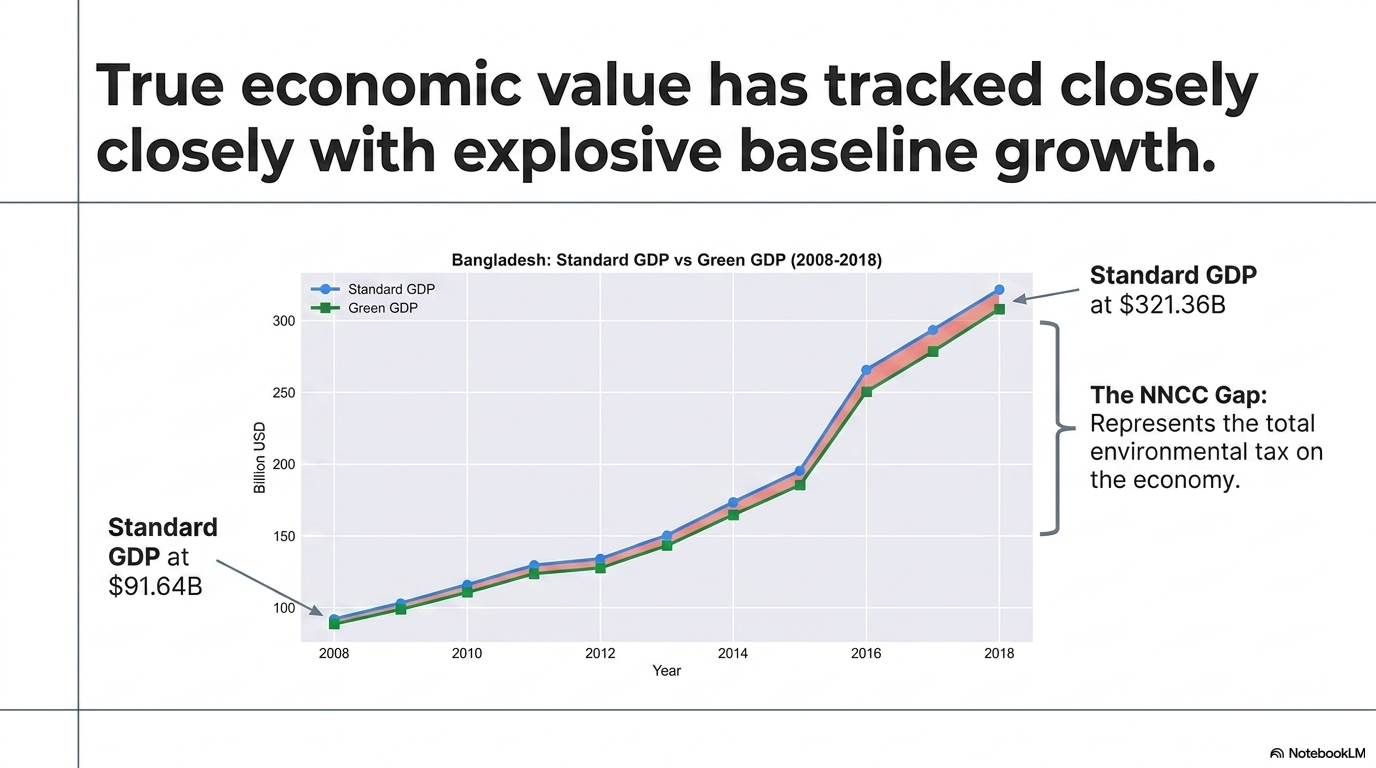 True economic value has tracked closely
closely with explosive baseline growth.
Bangladesh: Standard GDP vs Green GDP (2008-2018)
Standard GDP
Green GDP
300
250
200
150
100
Billion USD
2008
2010
2012
2014
2016
2018
Year
Standard
GDP at
$91.64B
Standard GDP
at $321.36B
The NNCC Gap:
Represents the total
environmental tax on
the economy.
NotebookLM